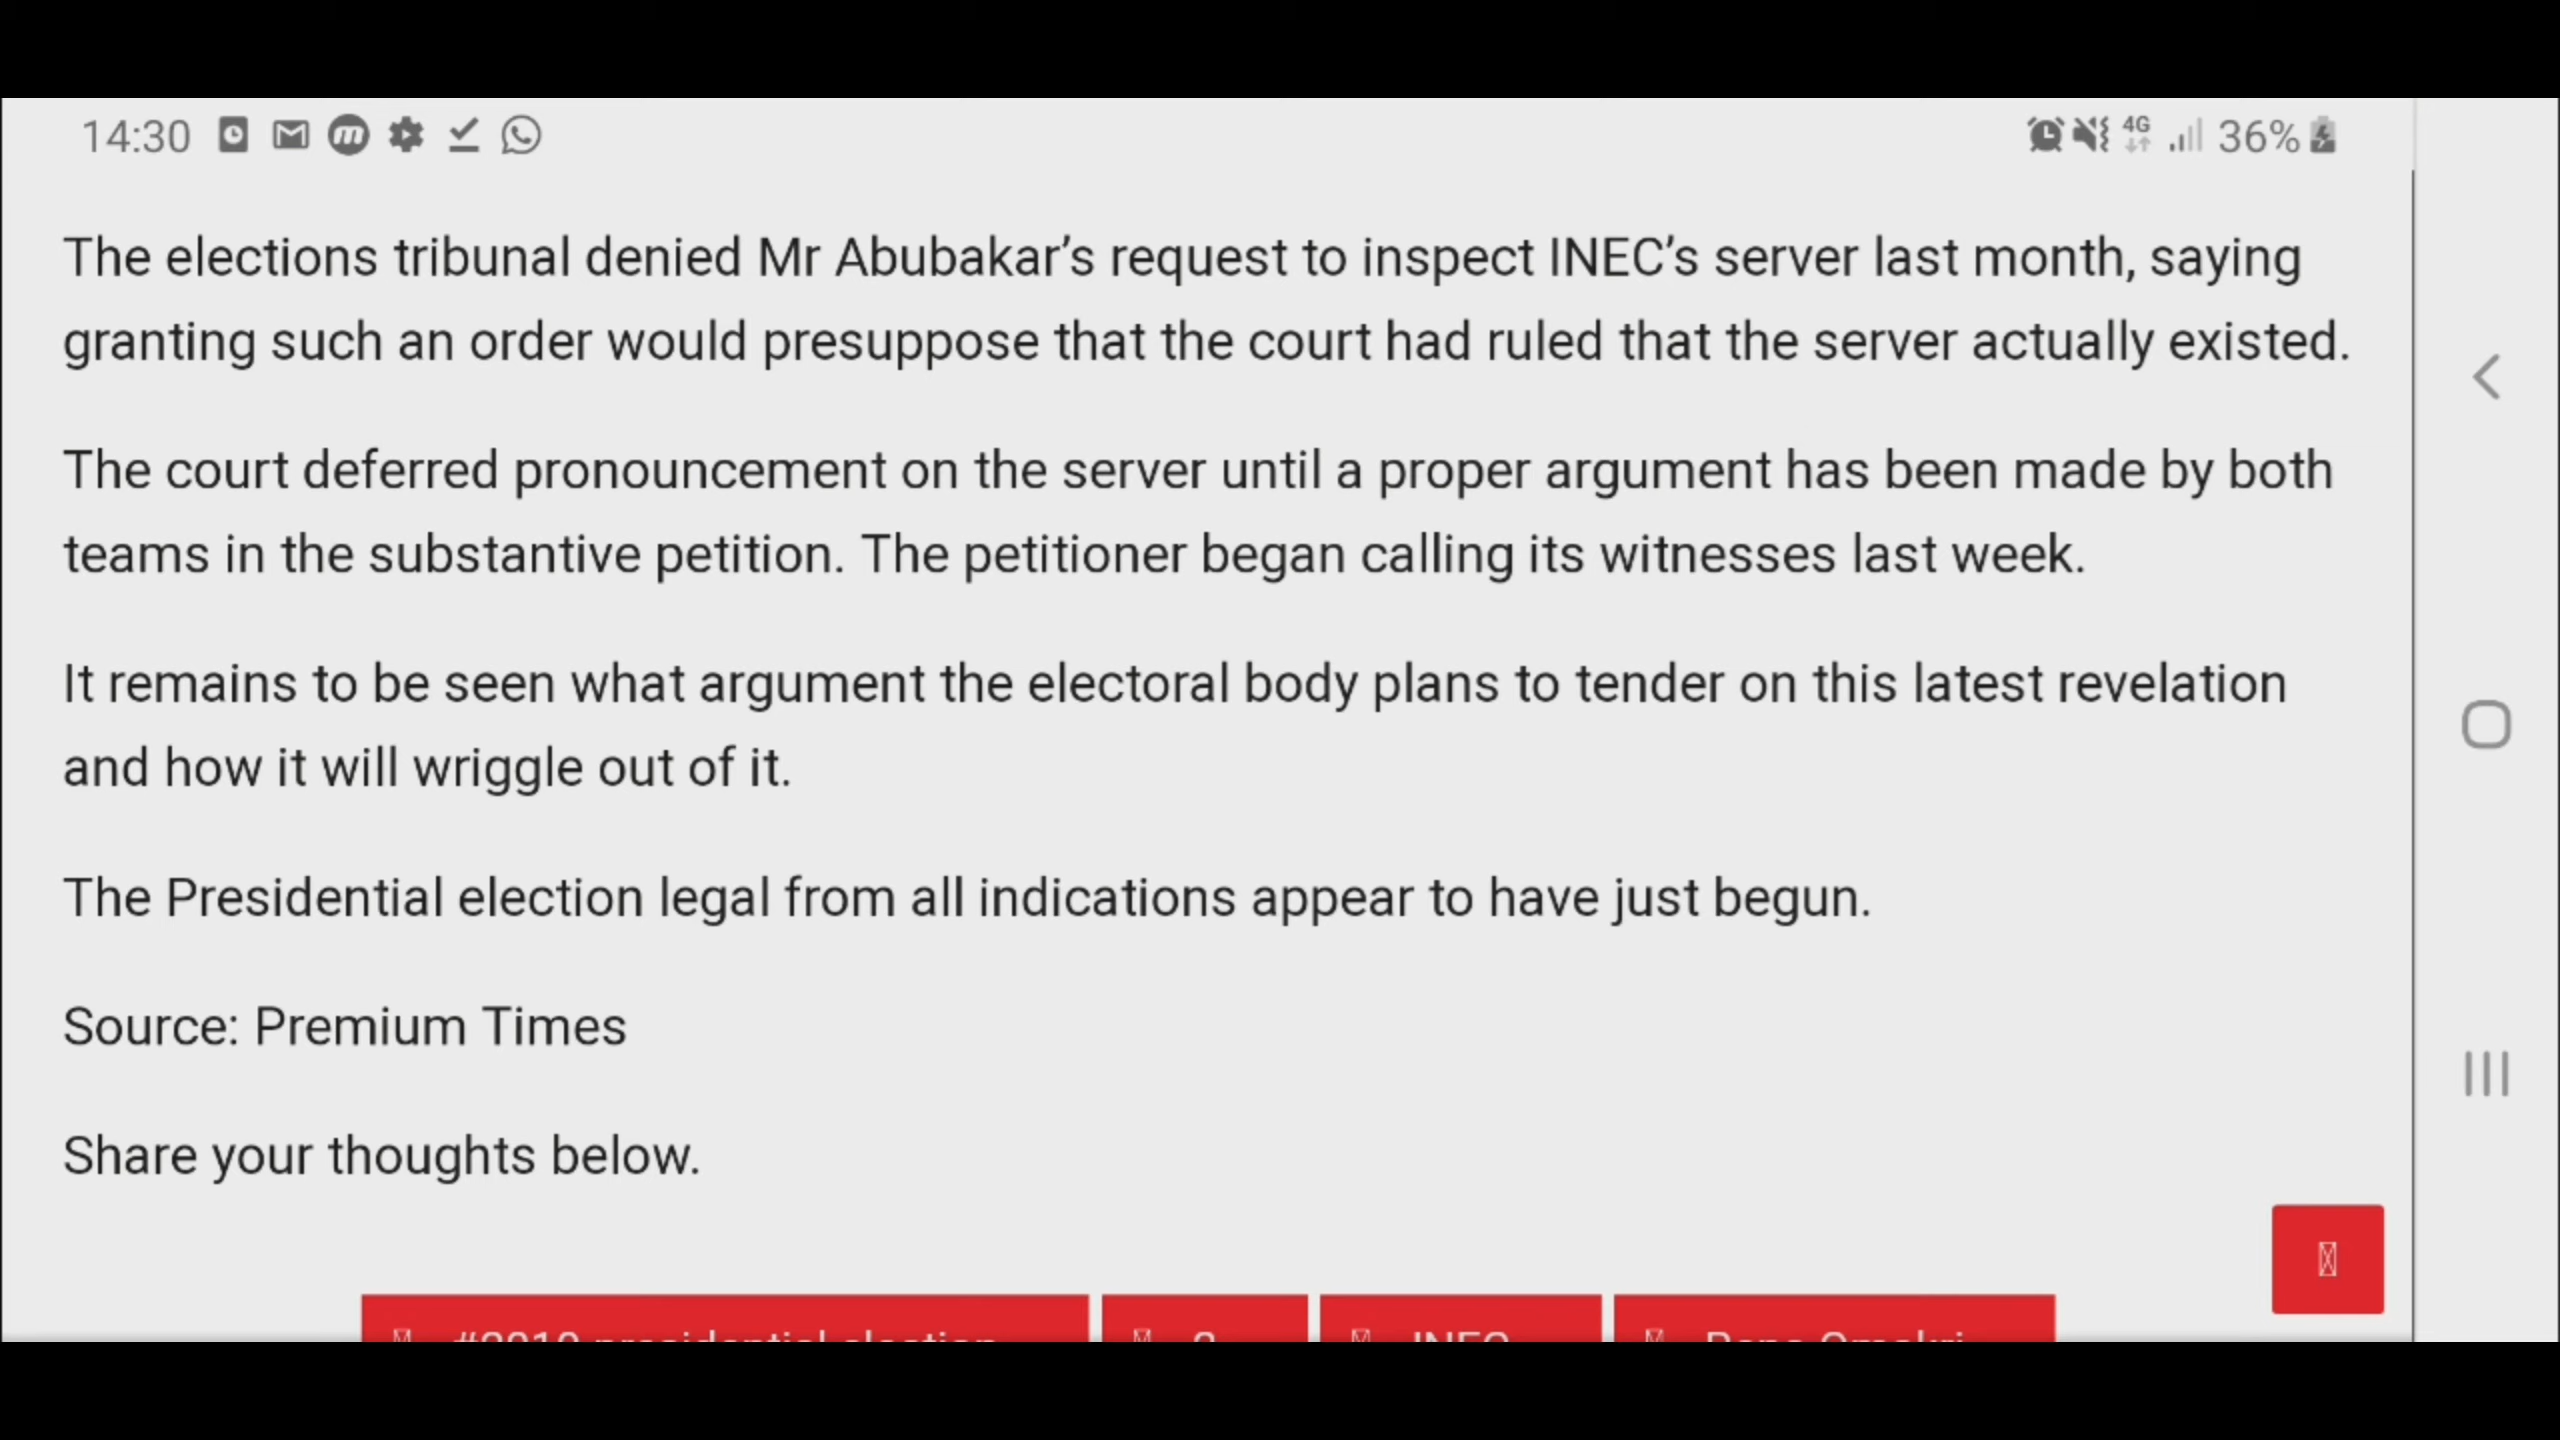 14:30
4G
36%
The elections tribunal denied Mr Abubakar’s request to inspect INEC’s server last month, saying
granting such an order would presuppose that the court had ruled that the server actually existed.
The court deferred pronouncement on the server until a proper argument has been made by both
teams in the substantive petition. The petitioner began calling its witnesses last week.
It remains to be seen what argument the electoral body plans to tender on this latest revelation
and how it will wriggle out of it.
The Presidential election legal from all indications appear to have just begun.
Source: Premium Times
Share your thoughts below.
#2019 presidential election
INEC